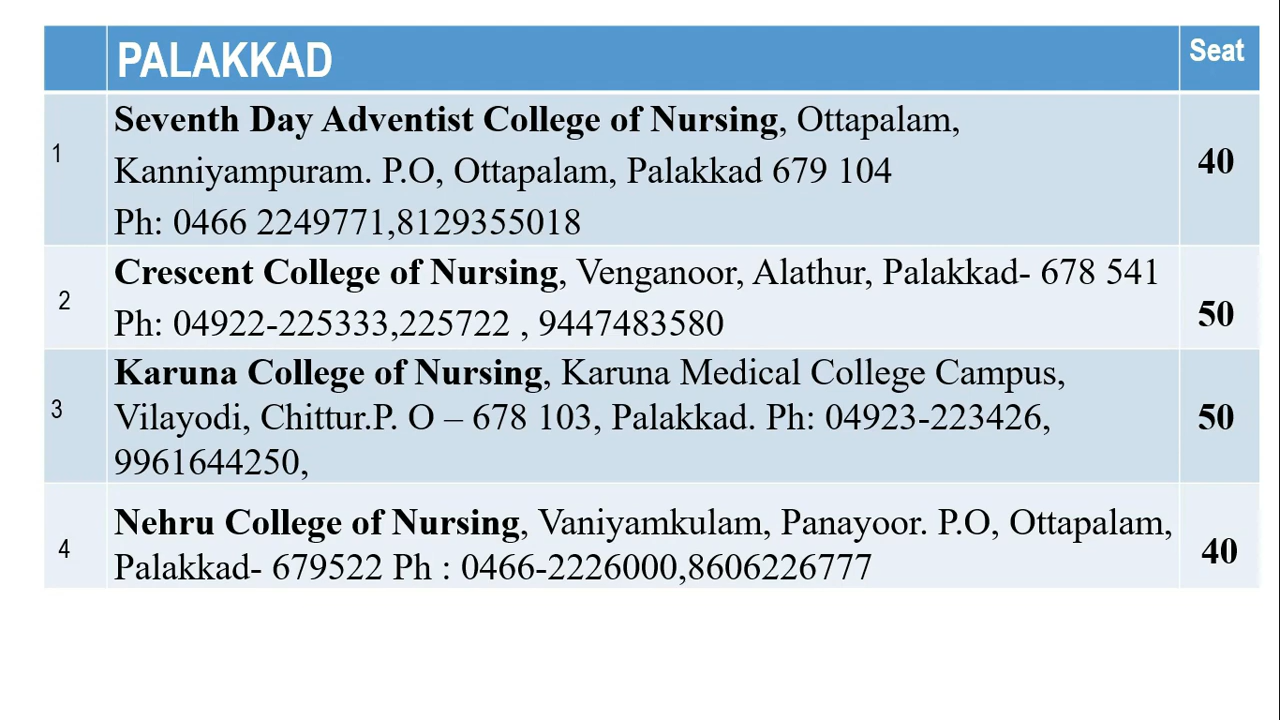 PALAKKAD Seat
1 Seventh Day Adventist College of Nursing, Ottapalam,
Kanniyampuram. P.O, Ottapalam, Palakkad 679 104
Ph: 0466 2249771,8129355018
40
2 Crescent College of Nursing, Venganoor, Alathur, Palakkad- 678 541
Ph: 04922-225333,225722 , 9447483580
50
3 Karuna College of Nursing, Karuna Medical College Campus,
Vilayodi, Chittur.P. O – 678 103, Palakkad. Ph: 04923-223426,
9961644250,
50
4 Nehru College of Nursing, Vaniyamkulam, Panayoor. P.O, Ottapalam,
Palakkad- 679522 Ph : 0466-2226000,8606226777
40